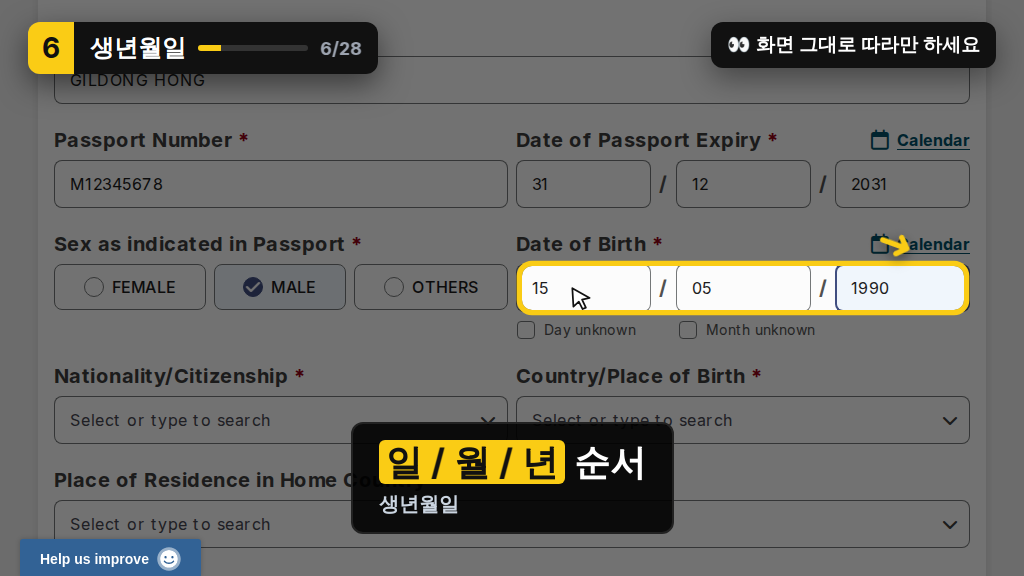 6 생년월일 6/28
👀 화면 그대로 따라만 하세요
GILDONG HONG
Passport Number *
Date of Passport Expiry *
Calendar
M12345678
31 / 12 / 2031
Sex as indicated in Passport *
Date of Birth *
Calendar
FEMALE
MALE
OTHERS
15 / 05 / 1990
Day unknown
Month unknown
Nationality/Citizenship *
Country/Place of Birth *
Select or type to search
Select or type to search
일 / 월 / 년 순서
생년월일
Place of Residence in Home Country
Select or type to search
Help us improve